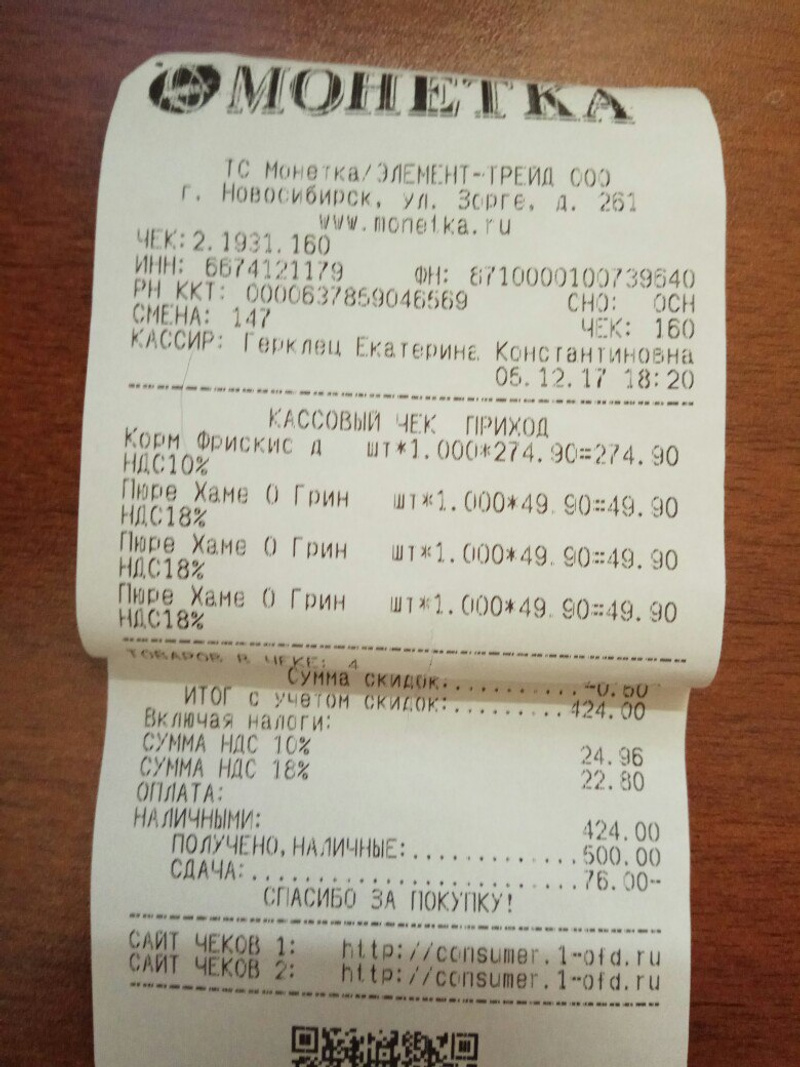 МОНЕТКА
ТС Монетка/ЭЛЕМЕНТ-ТРЕЙД ООО
г. Новосибирск, ул. Зорге, д. 261
www.monetka.ru
ЧЕК:2.1931.160
ИНН: 6674121179 ФН: 8710000100739640
РН ККТ: 0000637859046569 СНО: ОСН
СМЕНА: 147 ЧЕК: 160
КАССИР: Герклец Екатерина Константиновна
05.12.17 18:20
КАССОВЫЙ ЧЕК ПРИХОД
Корм Фрискис д шт*1.000*274.90=274.90
НДС10%
Пюре Хаме О Грин шт*1.000*49.90=49.90
НДС18%
Пюре Хаме О Грин шт*1.000*49.90=49.90
НДС18%
Пюре Хаме О Грин шт*1.000*49.90=49.90
НДС18%
ТОВАРОВ В ЧЕКЕ: 4
Сумма скидок:..........-0.60
ИТОГ с учетом скидок:.........424.00
Включая налоги:
СУММА НДС 10% 24.96
СУММА НДС 18% 22.80
ОПЛАТА:
НАЛИЧНЫМИ: 424.00
ПОЛУЧЕНО,НАЛИЧНЫЕ:............500.00
СДАЧА:........................76.00-
СПАСИБО ЗА ПОКУПКУ!
САЙТ ЧЕКОВ 1: http://consumer.1-ofd.ru
САЙТ ЧЕКОВ 2: http://consumer.1-ofd.ru